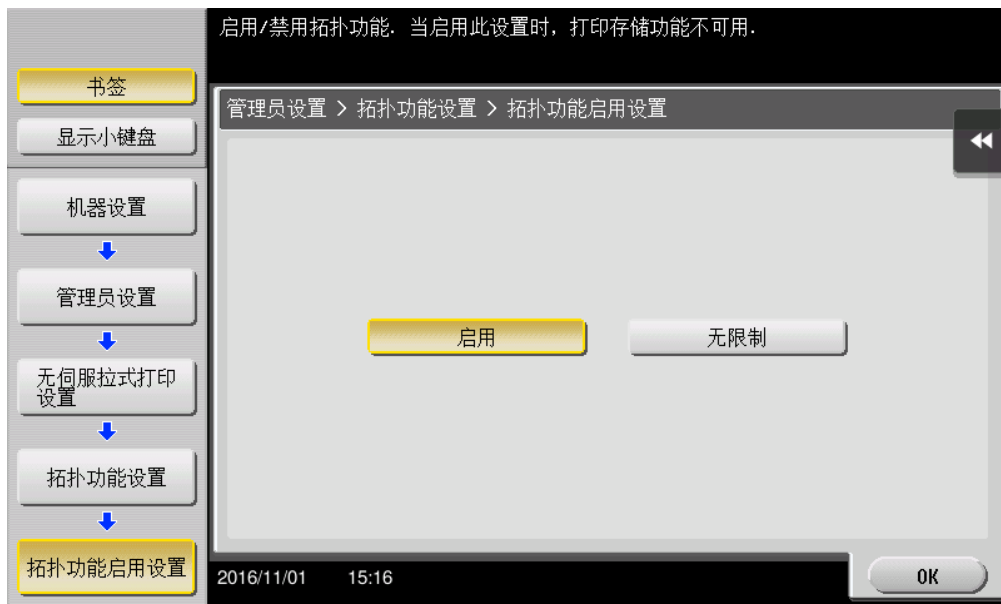 启用/禁用拓扑功能. 当启用此设置时, 打印存储功能不可用.
书签
显示小键盘
机器设置
管理员设置
无伺服拉式打印
设置
拓扑功能设置
拓扑功能启用设置
管理员设置 > 拓扑功能设置 > 拓扑功能启用设置
启用
无限制
2016/11/01 15:16
OK